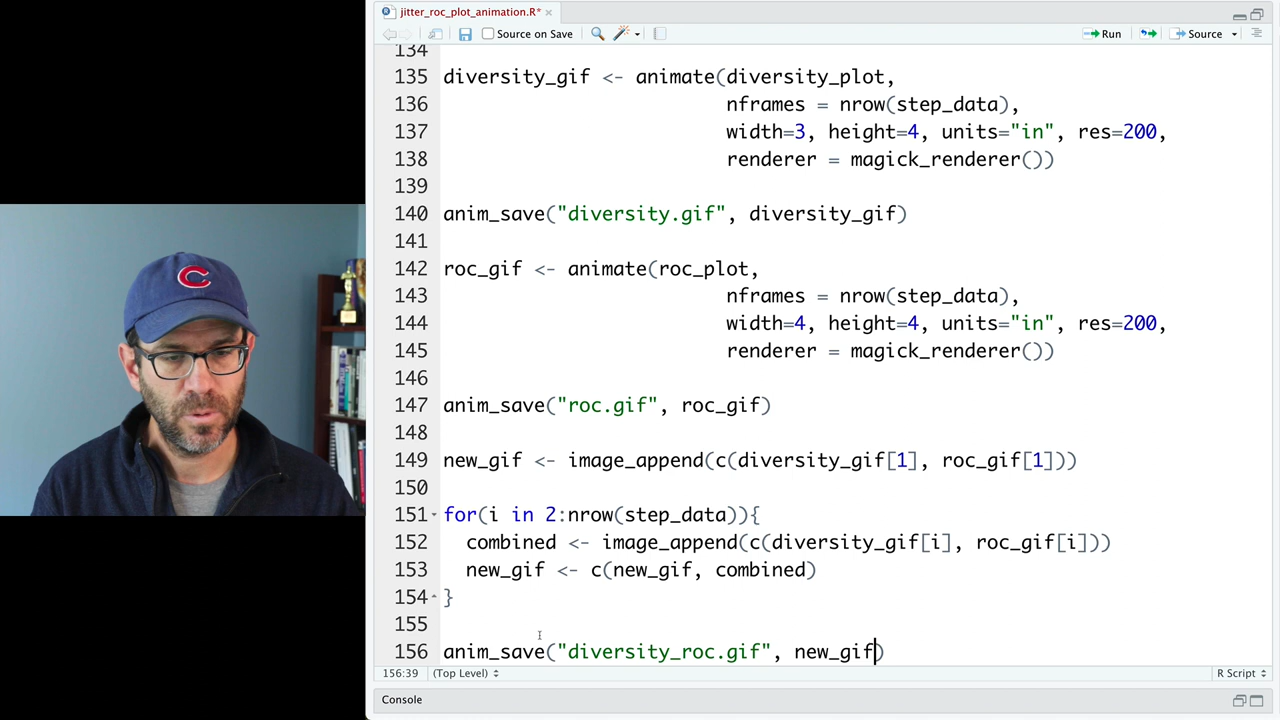 jitter_roc_plot_animation.R*
Source on Save
Run
Source
134
135 diversity_gif <- animate(diversity_plot,
136 nframes = nrow(step_data),
137 width=3, height=4, units="in", res=200,
138 renderer = magick_renderer())
139
140 anim_save("diversity.gif", diversity_gif)
141
142 roc_gif <- animate(roc_plot,
143 nframes = nrow(step_data),
144 width=4, height=4, units="in", res=200,
145 renderer = magick_renderer())
146
147 anim_save("roc.gif", roc_gif)
148
149 new_gif <- image_append(c(diversity_gif[1], roc_gif[1]))
150
151 for(i in 2:nrow(step_data)){
152 combined <- image_append(c(diversity_gif[i], roc_gif[i]))
153 new_gif <- c(new_gif, combined)
154 }
155
156 anim_save("diversity_roc.gif", new_gif)
156:39 (Top Level) R Script
Console
C